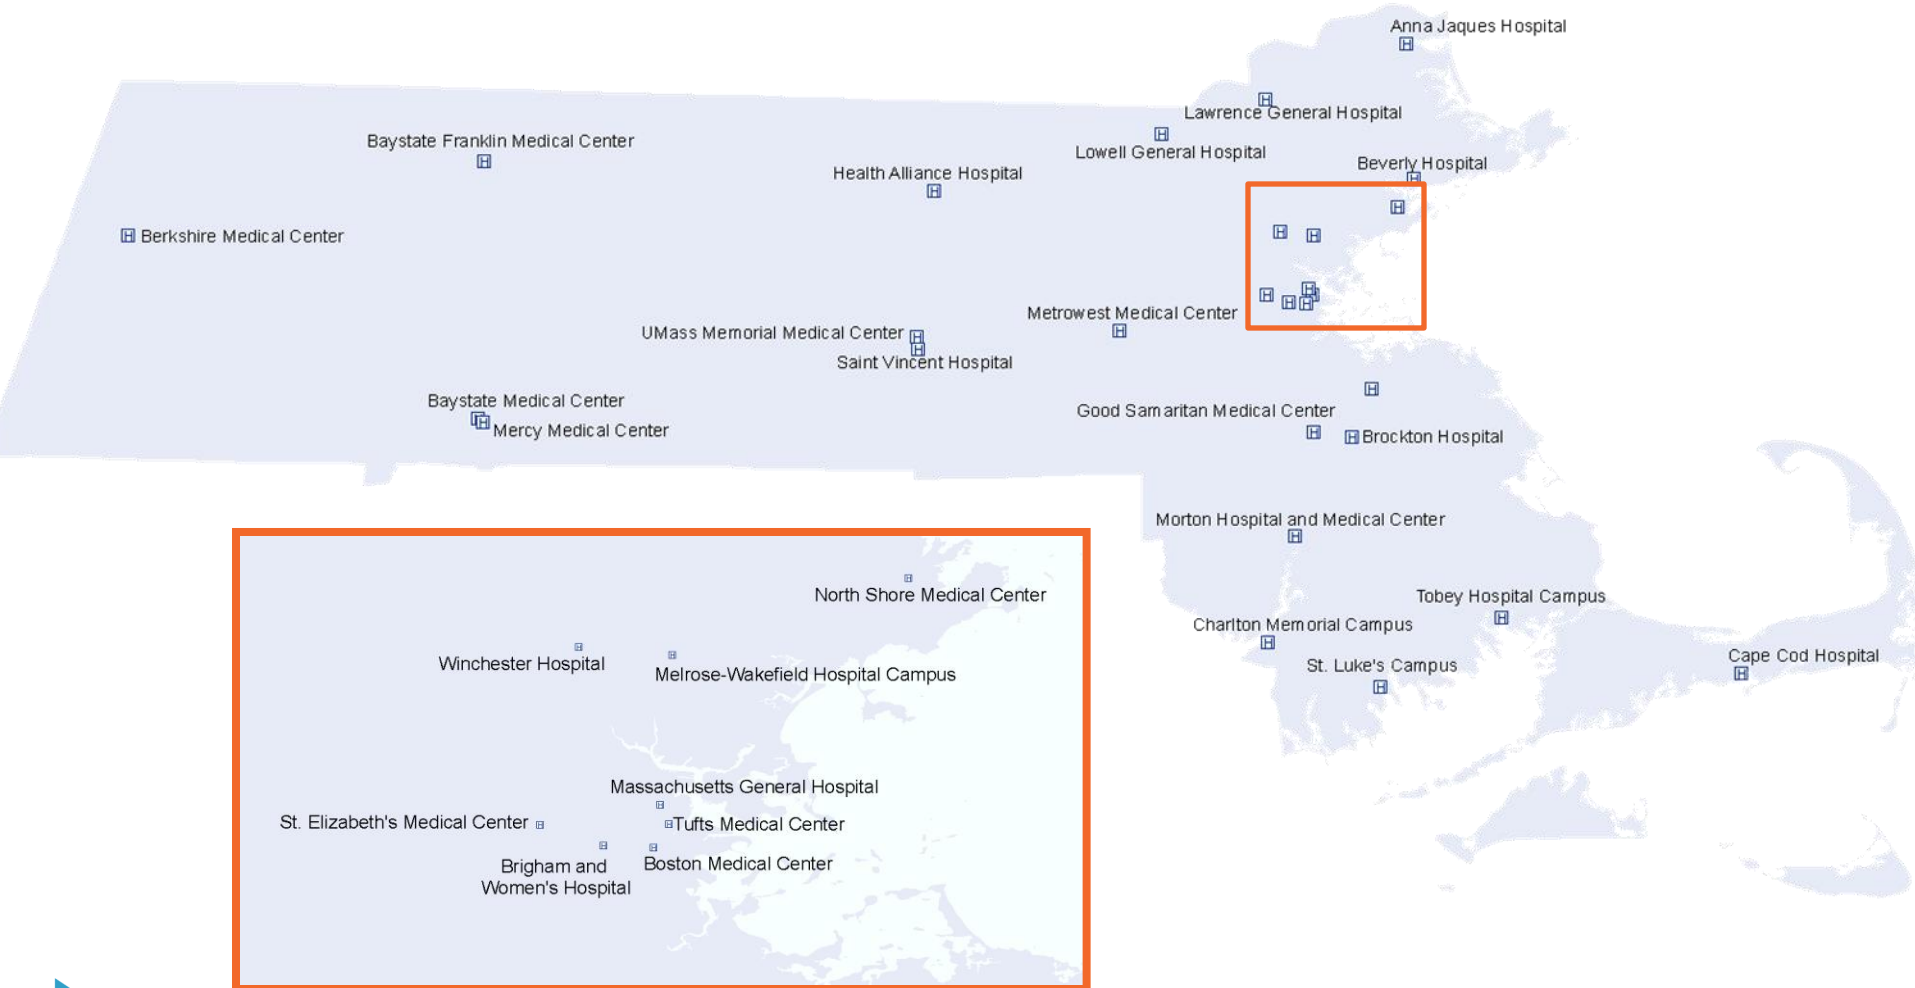 Anna Jaques Hospital
Lawrence General Hospital
Baystate Franklin Medical Center
Lowell General Hospital
Beverly Hospital
Health Alliance Hospital
Berkshire Medical Center
Metrowest Medical Center
UMass Memorial Medical Center
Saint Vincent Hospital
Baystate Medical Center
Good Samaritan Medical Center
Mercy Medical Center
Brockton Hospital
Morton Hospital and Medical Center
Tobey Hospital Campus
Charlton Memorial Campus
St. Luke's Campus
Cape Cod Hospital
North Shore Medical Center
Winchester Hospital
Melrose-Wakefield Hospital Campus
Massachusetts General Hospital
St. Elizabeth's Medical Center
Tufts Medical Center
Brigham and
Women's Hospital
Boston Medical Center